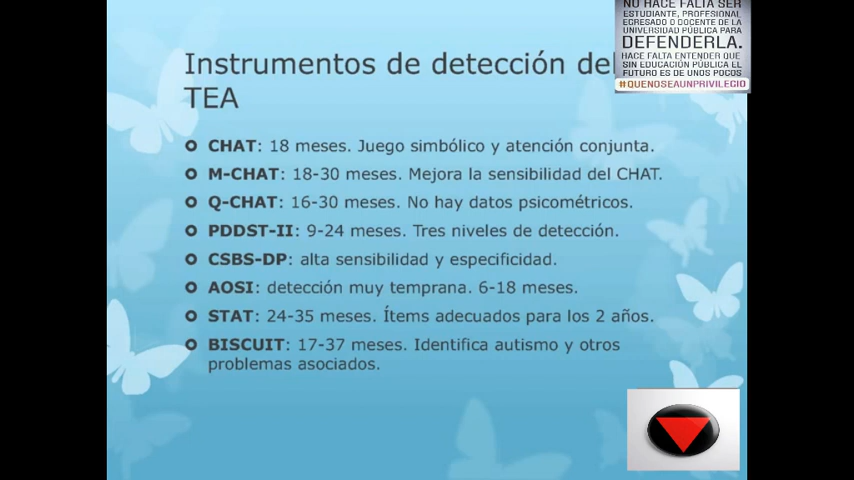 NO HACE FALTA SER
ESTUDIANTE, PROFESIONAL
EGRESADO O DOCENTE DE LA
UNIVERSIDAD PÚBLICA PARA
DEFENDERLA.
HACE FALTA ENTENDER QUE
SIN EDUCACIÓN PÚBLICA EL
FUTURO ES DE UNOS POCOS
#QUENOSEAUNPRIVILEGIO
Instrumentos de detección del
TEA
CHAT: 18 meses. Juego simbólico y atención conjunta.
M-CHAT: 18-30 meses. Mejora la sensibilidad del CHAT.
Q-CHAT: 16-30 meses. No hay datos psicométricos.
PDDST-II: 9-24 meses. Tres niveles de detección.
CSBS-DP: alta sensibilidad y especificidad.
AOSI: detección muy temprana. 6-18 meses.
STAT: 24-35 meses. Ítems adecuados para los 2 años.
BISCUIT: 17-37 meses. Identifica autismo y otros
problemas asociados.